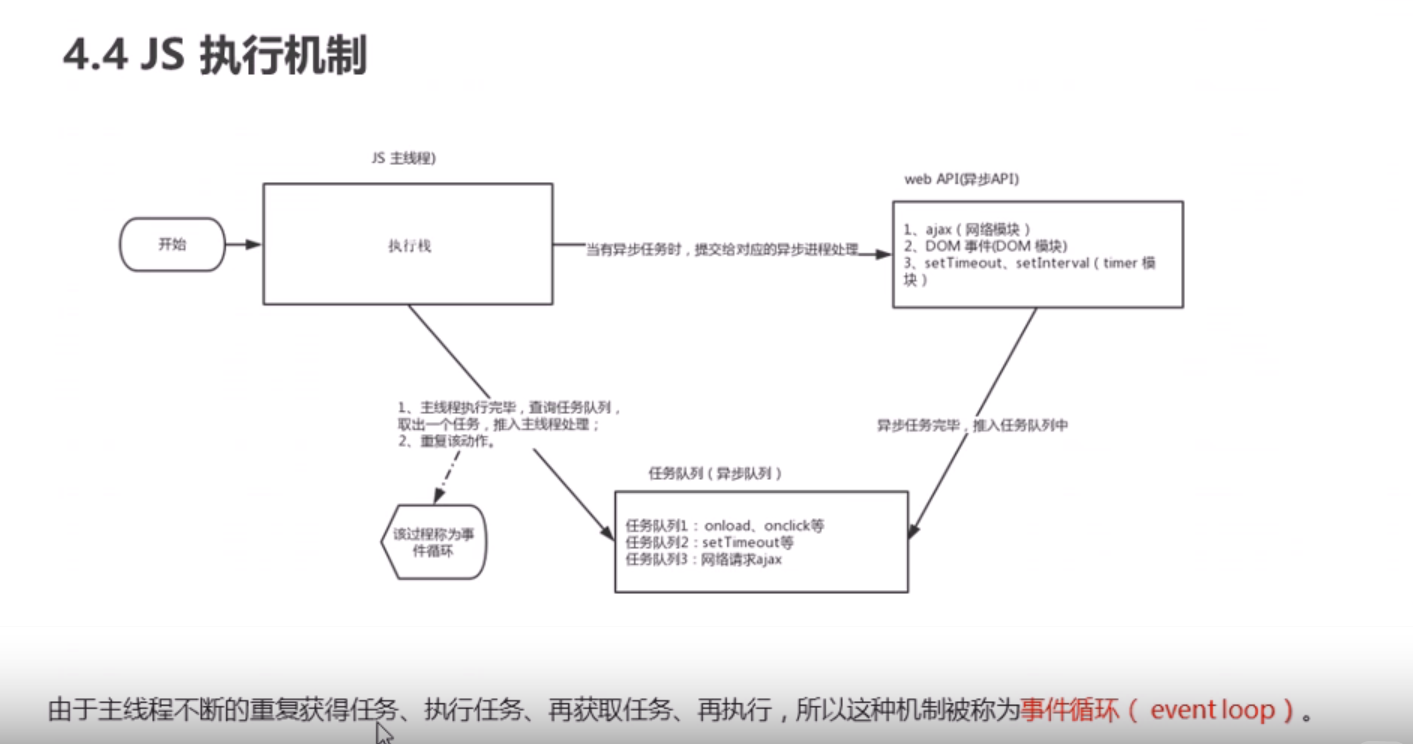 4.4 JS 执行机制
JS 主线程)
web API(异步API)
开始
执行栈
当有异步任务时，提交给对应的异步进程处理
1、ajax（网络模块）
2、DOM 事件(DOM 模块)
3、setTimeout、setInterval（timer 模
块）
1、主线程执行完毕，查询任务队列，
取出一个任务，推入主线程处理；
2、重复该动作。
异步任务完毕，推入任务队列中
任务队列（异步队列）
该过程称为事
件循环
任务队列1：onload、onclick等
任务队列2：setTimeout等
任务队列3：网络请求ajax
由于主线程不断的重复获得任务、执行任务、再获取任务、再执行，所以这种机制被称为事件循环（ event loop ）。